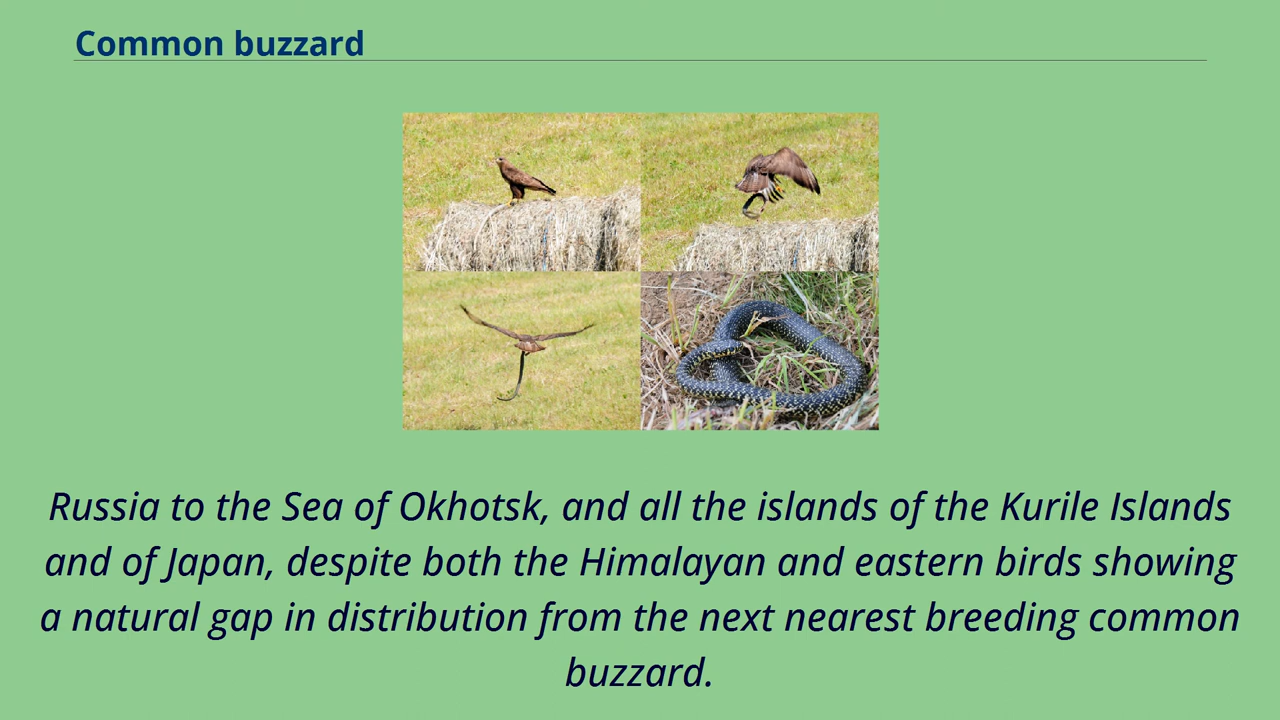 Common buzzard
Russia to the Sea of Okhotsk, and all the islands of the Kurile Islands
and of Japan, despite both the Himalayan and eastern birds showing
a natural gap in distribution from the next nearest breeding common
buzzard.